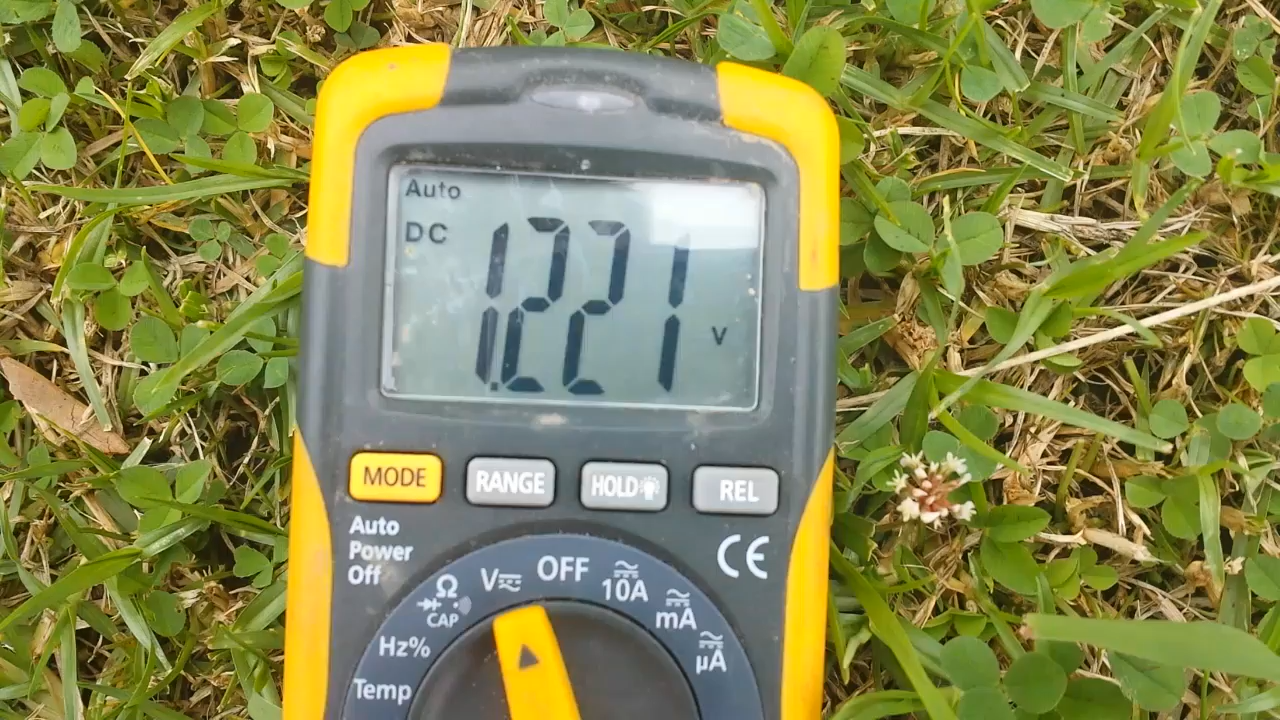 Auto
DC
1.221 V
MODE RANGE HOLD REL
Auto
Power
Off
CE
Ω
CAP
V
OFF
10A
mA
µA
Hz%
Temp